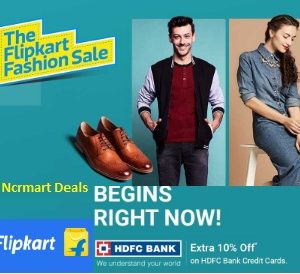 The
Flipkart
Fashion Sale
Ncrmart Deals
BEGINS
RIGHT NOW!
Flipkart
HDFC BANK
We understand your world
Extra 10% Off*
on HDFC Bank Credit Cards.